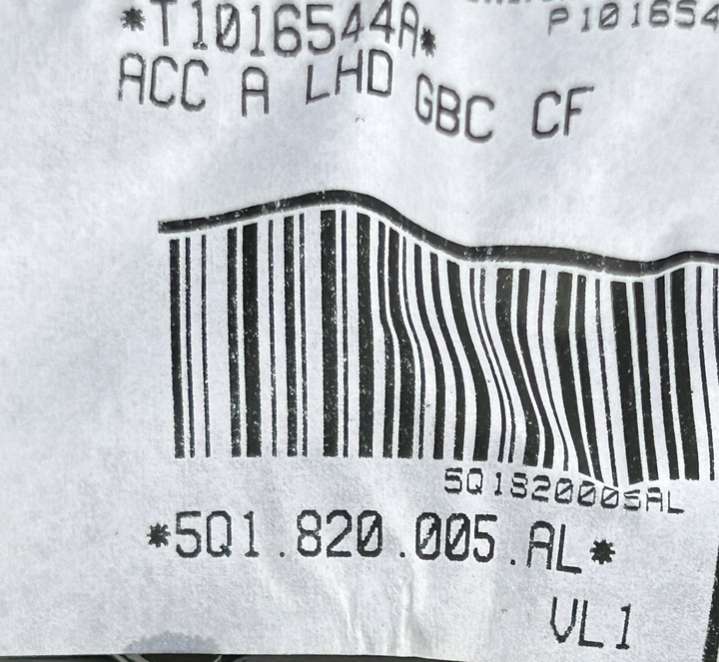 *T1016544A* P101654
ACC A LHD GBC CF
5Q1820005AL
*5Q1.820.005.AL*
VL1